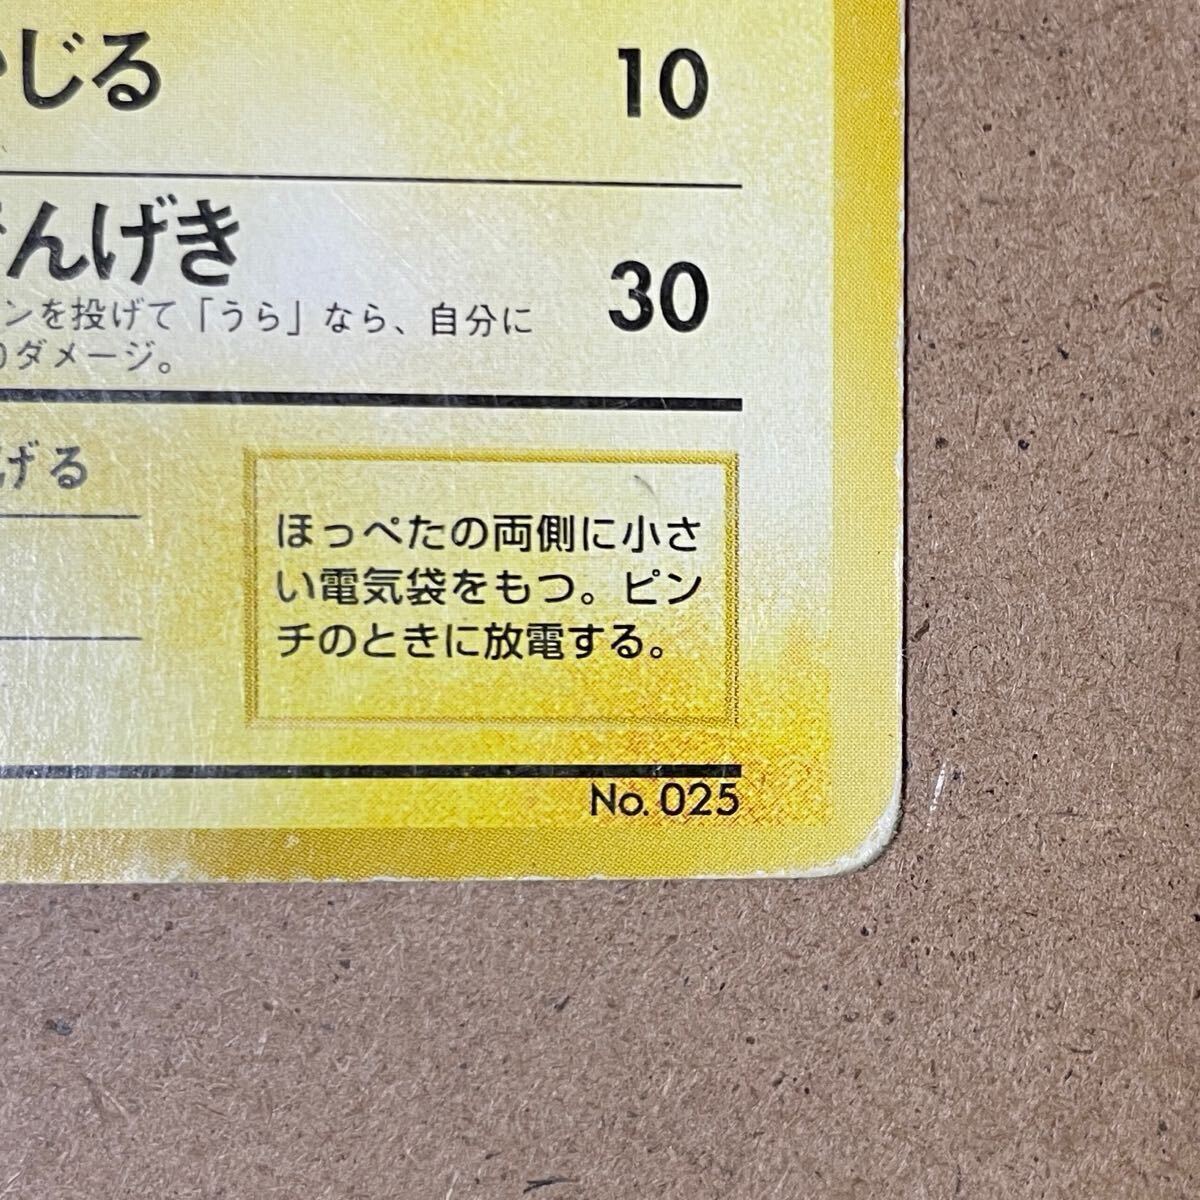 じる 10
んげき 30
ンを投げて「うら」なら、自分に
0ダメージ。
げる
ほっぺたの両側に小さ
い電気袋をもつ。ピン
チのときに放電する。
No. 025